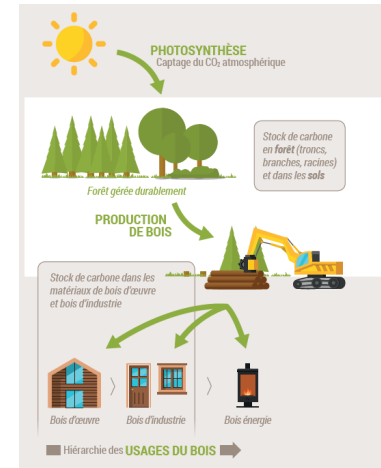 PHOTOSYNTHÈSE
Captage du CO₂ atmosphérique
Stock de carbone
en forêt (troncs,
branches, racines)
et dans les sols
Forêt gérée durablement
PRODUCTION
DE BOIS
Stock de carbone dans les
matériaux de bois d'œuvre
et bois d'industrie
Bois d'œuvre
Bois d'industrie
Bois énergie
Hiérarchie des USAGES DU BOIS